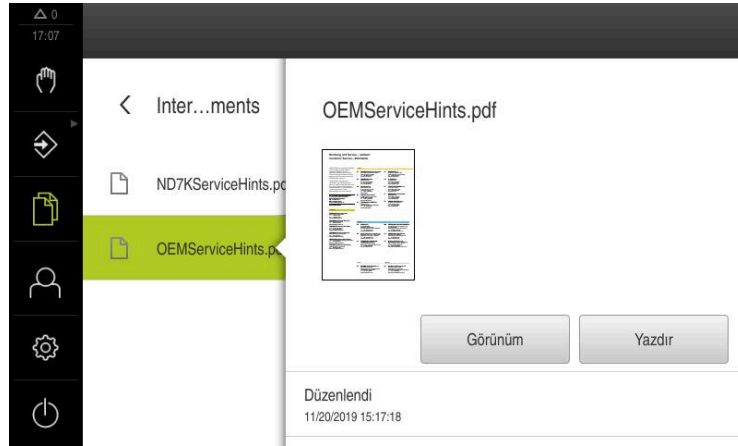 0
17:07
Inter…ments
ND7KServiceHints.pd
OEMServiceHints.pd
OEMServiceHints.pdf
Görünüm
Yazdır
Düzenlendi
11/20/2019 15:17:18